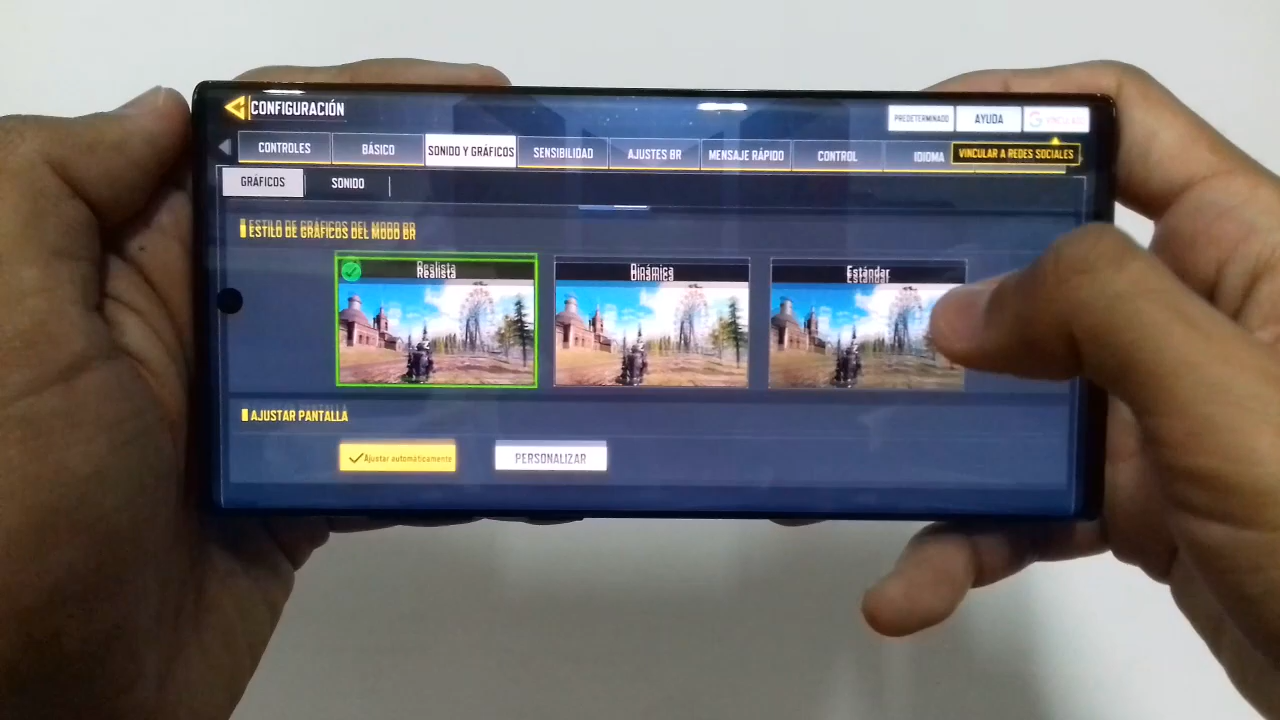 CONFIGURACIÓN
PREDETERMINADO
AYUDA
CONTROLES
BÁSICO
SONIDO Y GRÁFICOS
SENSIBILIDAD
AJUSTES BR
MENSAJE RÁPIDO
CONTROL
IDIOMA
VINCULAR A REDES SOCIALES
GRÁFICOS
SONIDO
ESTILO DE GRÁFICOS DEL MODO BR
Realista
Dinámica
Estándar
AJUSTAR PANTALLA
Ajustar automáticamente
PERSONALIZAR